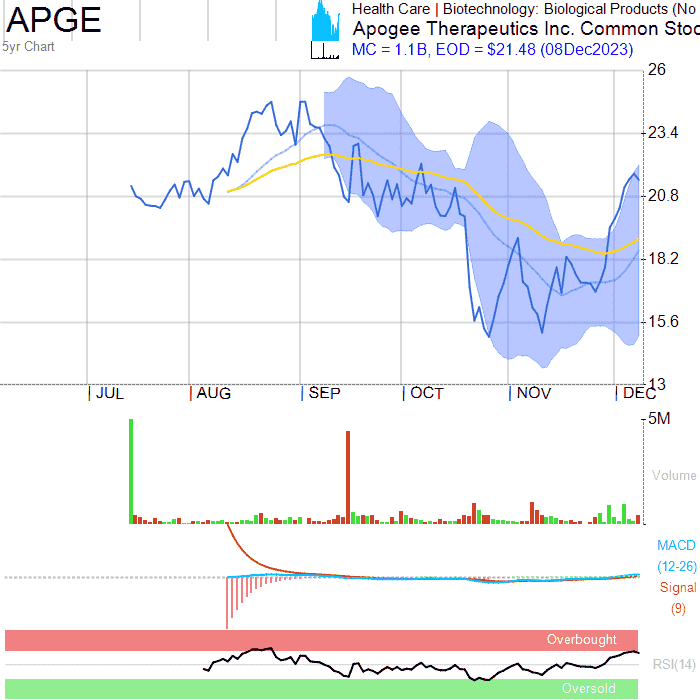 APGE
5yr Chart
Health Care | Biotechnology: Biological Products (No
Apogee Therapeutics Inc. Common Stoc
MC = 1.1B, EOD = $21.48 (08Dec2023)
26
23.4
20.8
18.2
15.6
13
JUL AUG SEP OCT NOV DEC
5M
Volume
MACD
(12-26)
Signal
(9)
Overbought
RSI(14)
Oversold